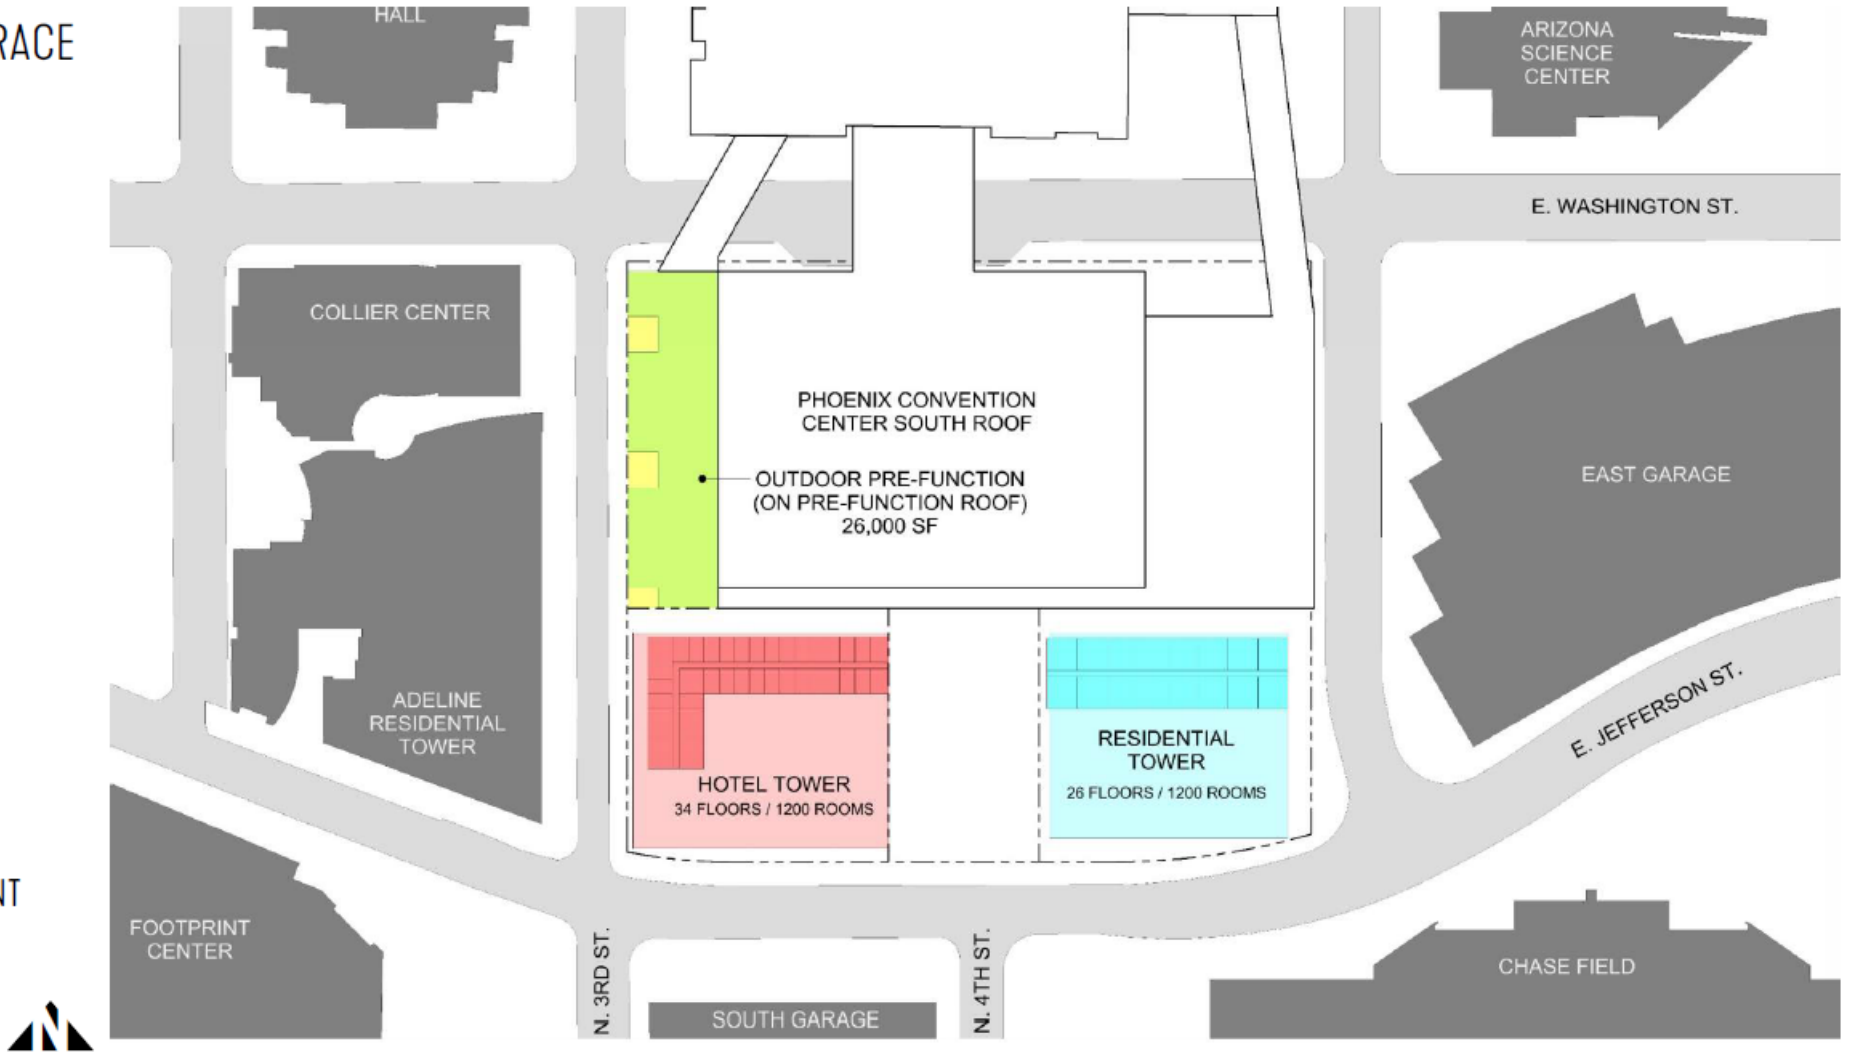 RACE
HALL
ARIZONA
SCIENCE
CENTER
E. WASHINGTON ST.
COLLIER CENTER
PHOENIX CONVENTION
CENTER SOUTH ROOF
OUTDOOR PRE-FUNCTION
(ON PRE-FUNCTION ROOF)
26,000 SF
EAST GARAGE
ADELINE
RESIDENTIAL
TOWER
HOTEL TOWER
34 FLOORS / 1200 ROOMS
RESIDENTIAL
TOWER
26 FLOORS / 1200 ROOMS
E. JEFFERSON ST.
NT
FOOTPRINT
CENTER
N. 3RD ST.
SOUTH GARAGE
N. 4TH ST.
CHASE FIELD
N